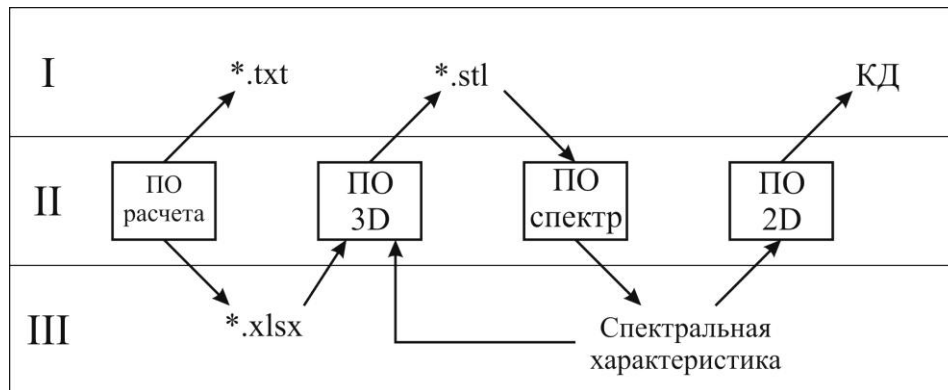 I
*.txt
*.stl
КД
II
ПО
расчета
ПО
3D
ПО
спектр
ПО
2D
III
*.xlsx
Спектральная
характеристика